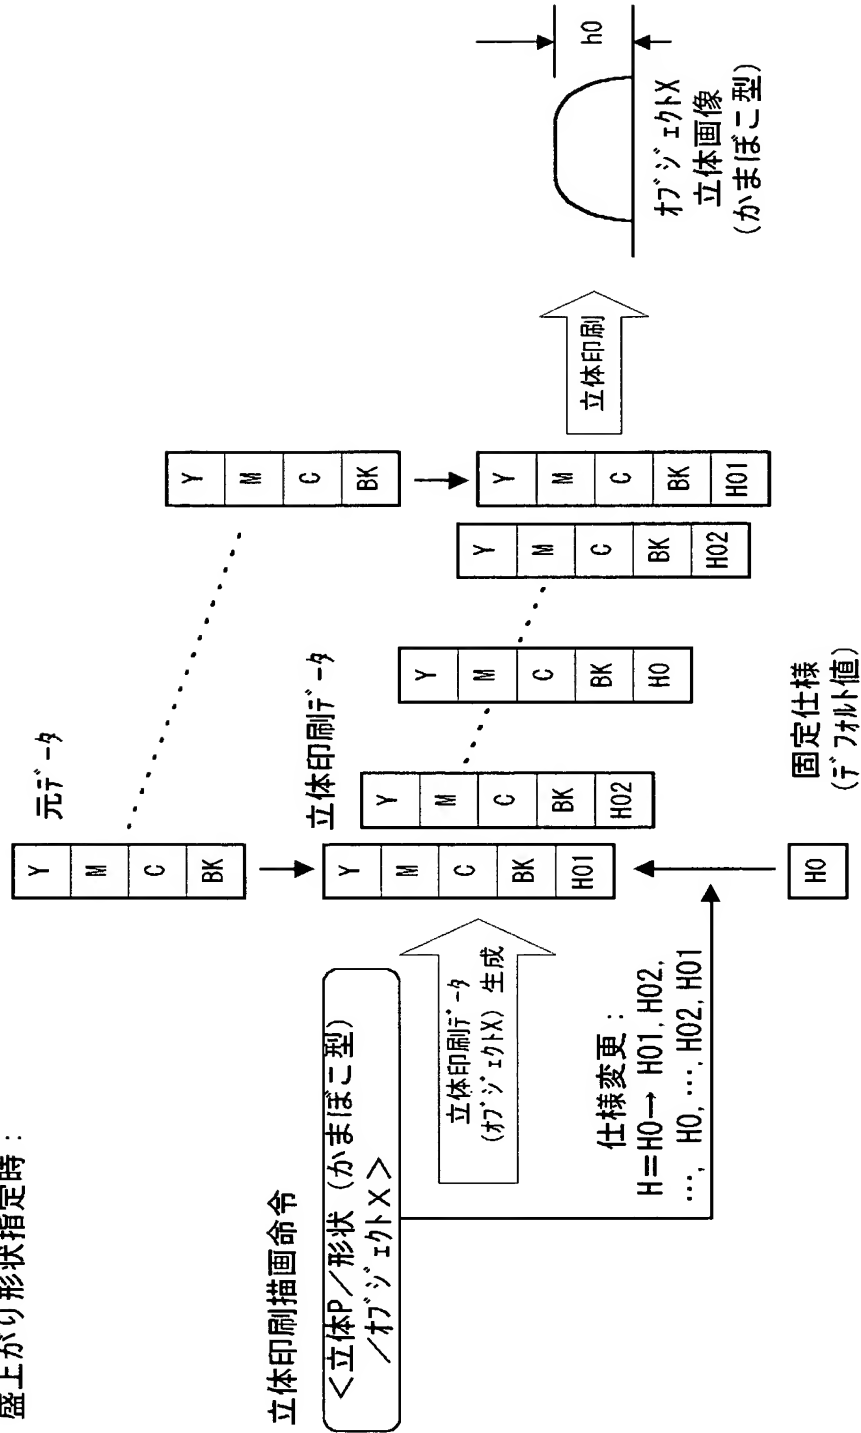 盛上がり形状指定時：
立体印刷描画命令
＜立体P／形状（かまぼこ型）
／ｵﾌﾞｼﾞｪｸﾄX＞
元ﾃﾞｰﾀ
Y
M
C
BK
Y
M
C
BK
立体印刷ﾃﾞｰﾀ
(ｵﾌﾞｼﾞｪｸﾄX) 生成
立体印刷ﾃﾞｰﾀ
Y
M
C
BK
H01
Y
M
C
BK
H02
Y
M
C
BK
H0
Y
M
C
BK
H02
Y
M
C
BK
H01
仕様変更：
H=H0→ H01, H02,
…, H0, …, H02, H01
H0
固定仕様
(ﾃﾞﾌｫﾙﾄ値)
立体印刷
h0
ｵﾌﾞｼﾞｪｸﾄX
立体画像
(かまぼこ型)